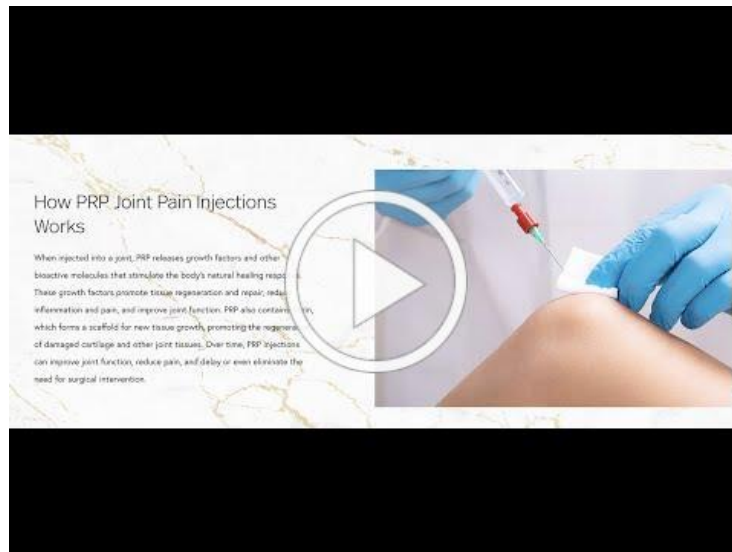 How PRP Joint Pain Injections
Works
When injected into a joint, PRP releases growth factors and other
bioactive molecules that stimulate the body's natural healing
These growth factors promote tissue regeneration and repair,
inflammation and pain, and improve joint function. PRP also
which forms a scaffold for new tissue growth, promoting the
of damaged cartilage and other joint tissues. Over time, PRP injections
can improve joint function, reduce pain, and delay or even eliminate the
need for surgical intervention.